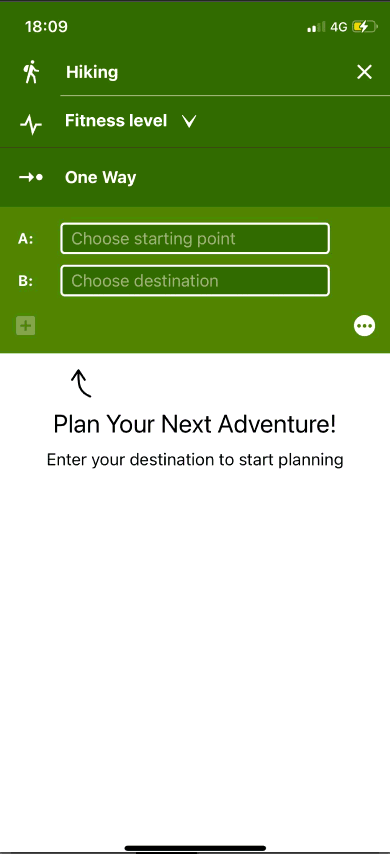 18:09
4G
Hiking
Fitness level
One Way
A: Choose starting point
B: Choose destination
Plan Your Next Adventure!
Enter your destination to start planning